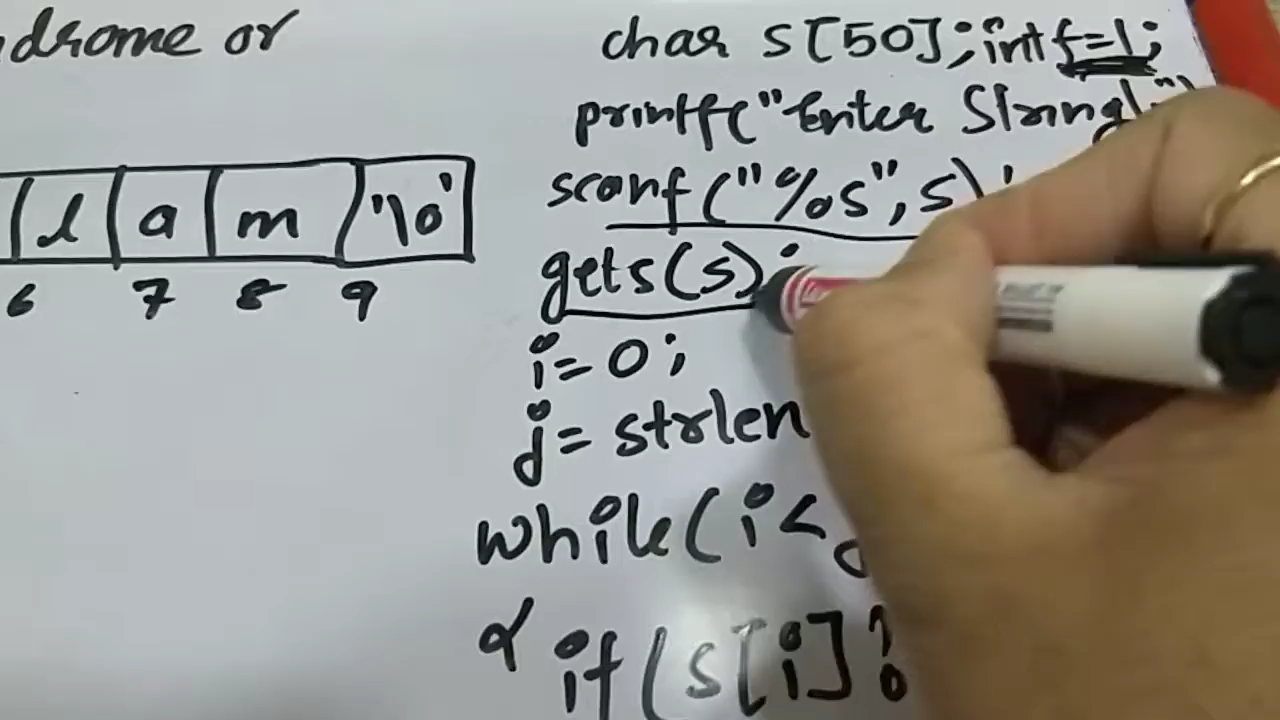 drome or
l a m '\0'
6 7 8 9
char s[50];int f=1;
printf("Enter String\n")
scanf("%s",s);
gets(s);
i=0;
j=strlen
while(i<j
{ if(s[i]!